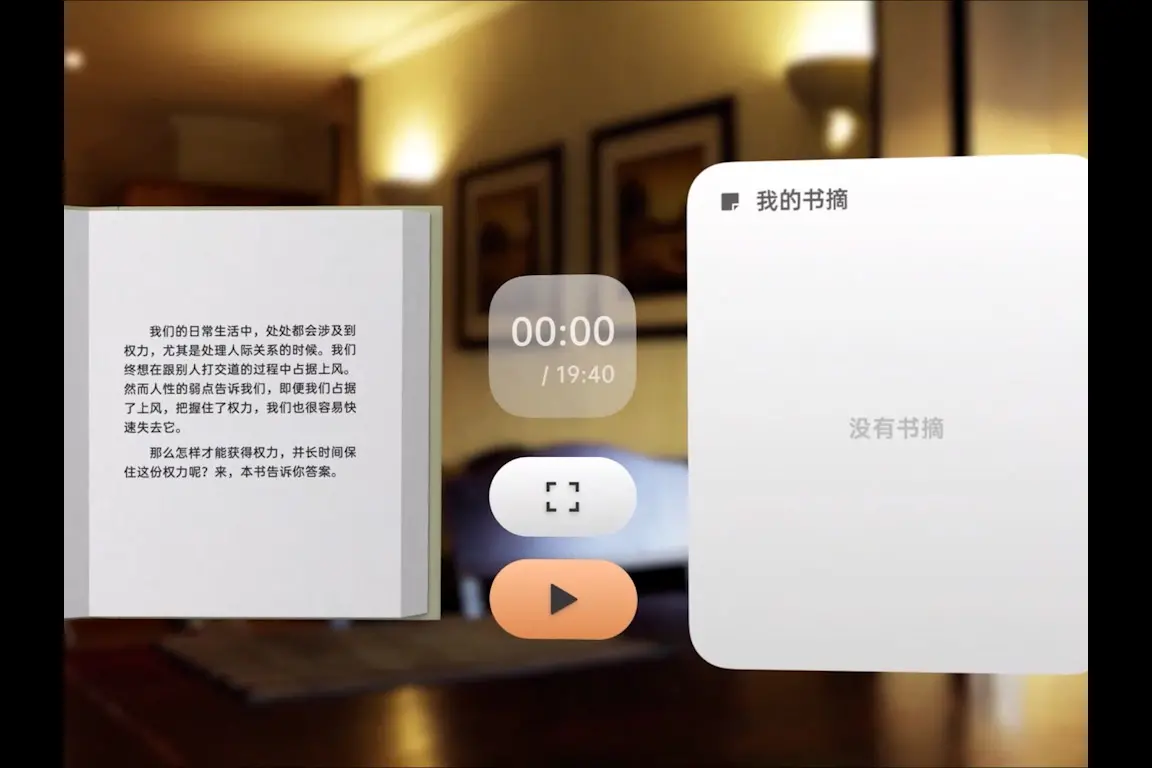 我们的日常生活中，处处都会涉及到
权力，尤其是处理人际关系的时候。我们
终想在跟别人打交道的过程中占据上风。
然而人性的弱点告诉我们，即便我们占据
了上风，把握住了权力，我们也很容易快
速失去它。
那么怎样才能获得权力，并长时间保
住这份权力呢？来，本书告诉你答案。
00:00
/ 19:40
我的书摘
没有书摘